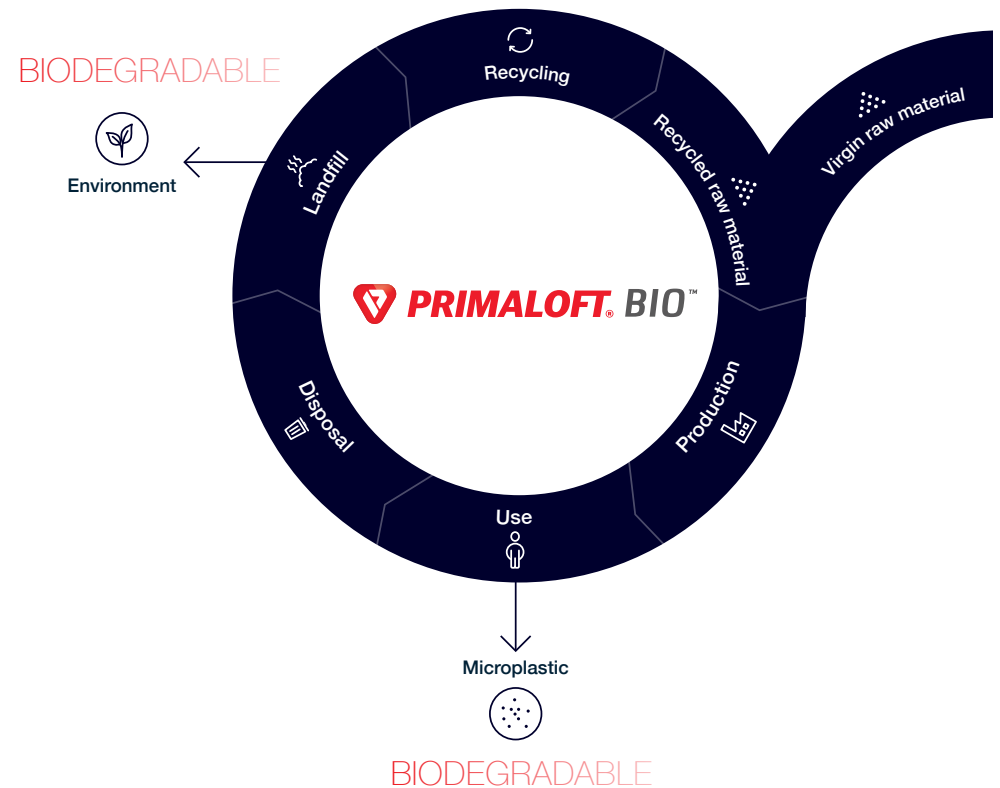 BIODEGRADABLE
Environment
Recycling
Recycled raw material
Virgin raw material
Landfill
PRIMALOFT® BIO™
Disposal
Production
Use
Microplastic
BIODEGRADABLE